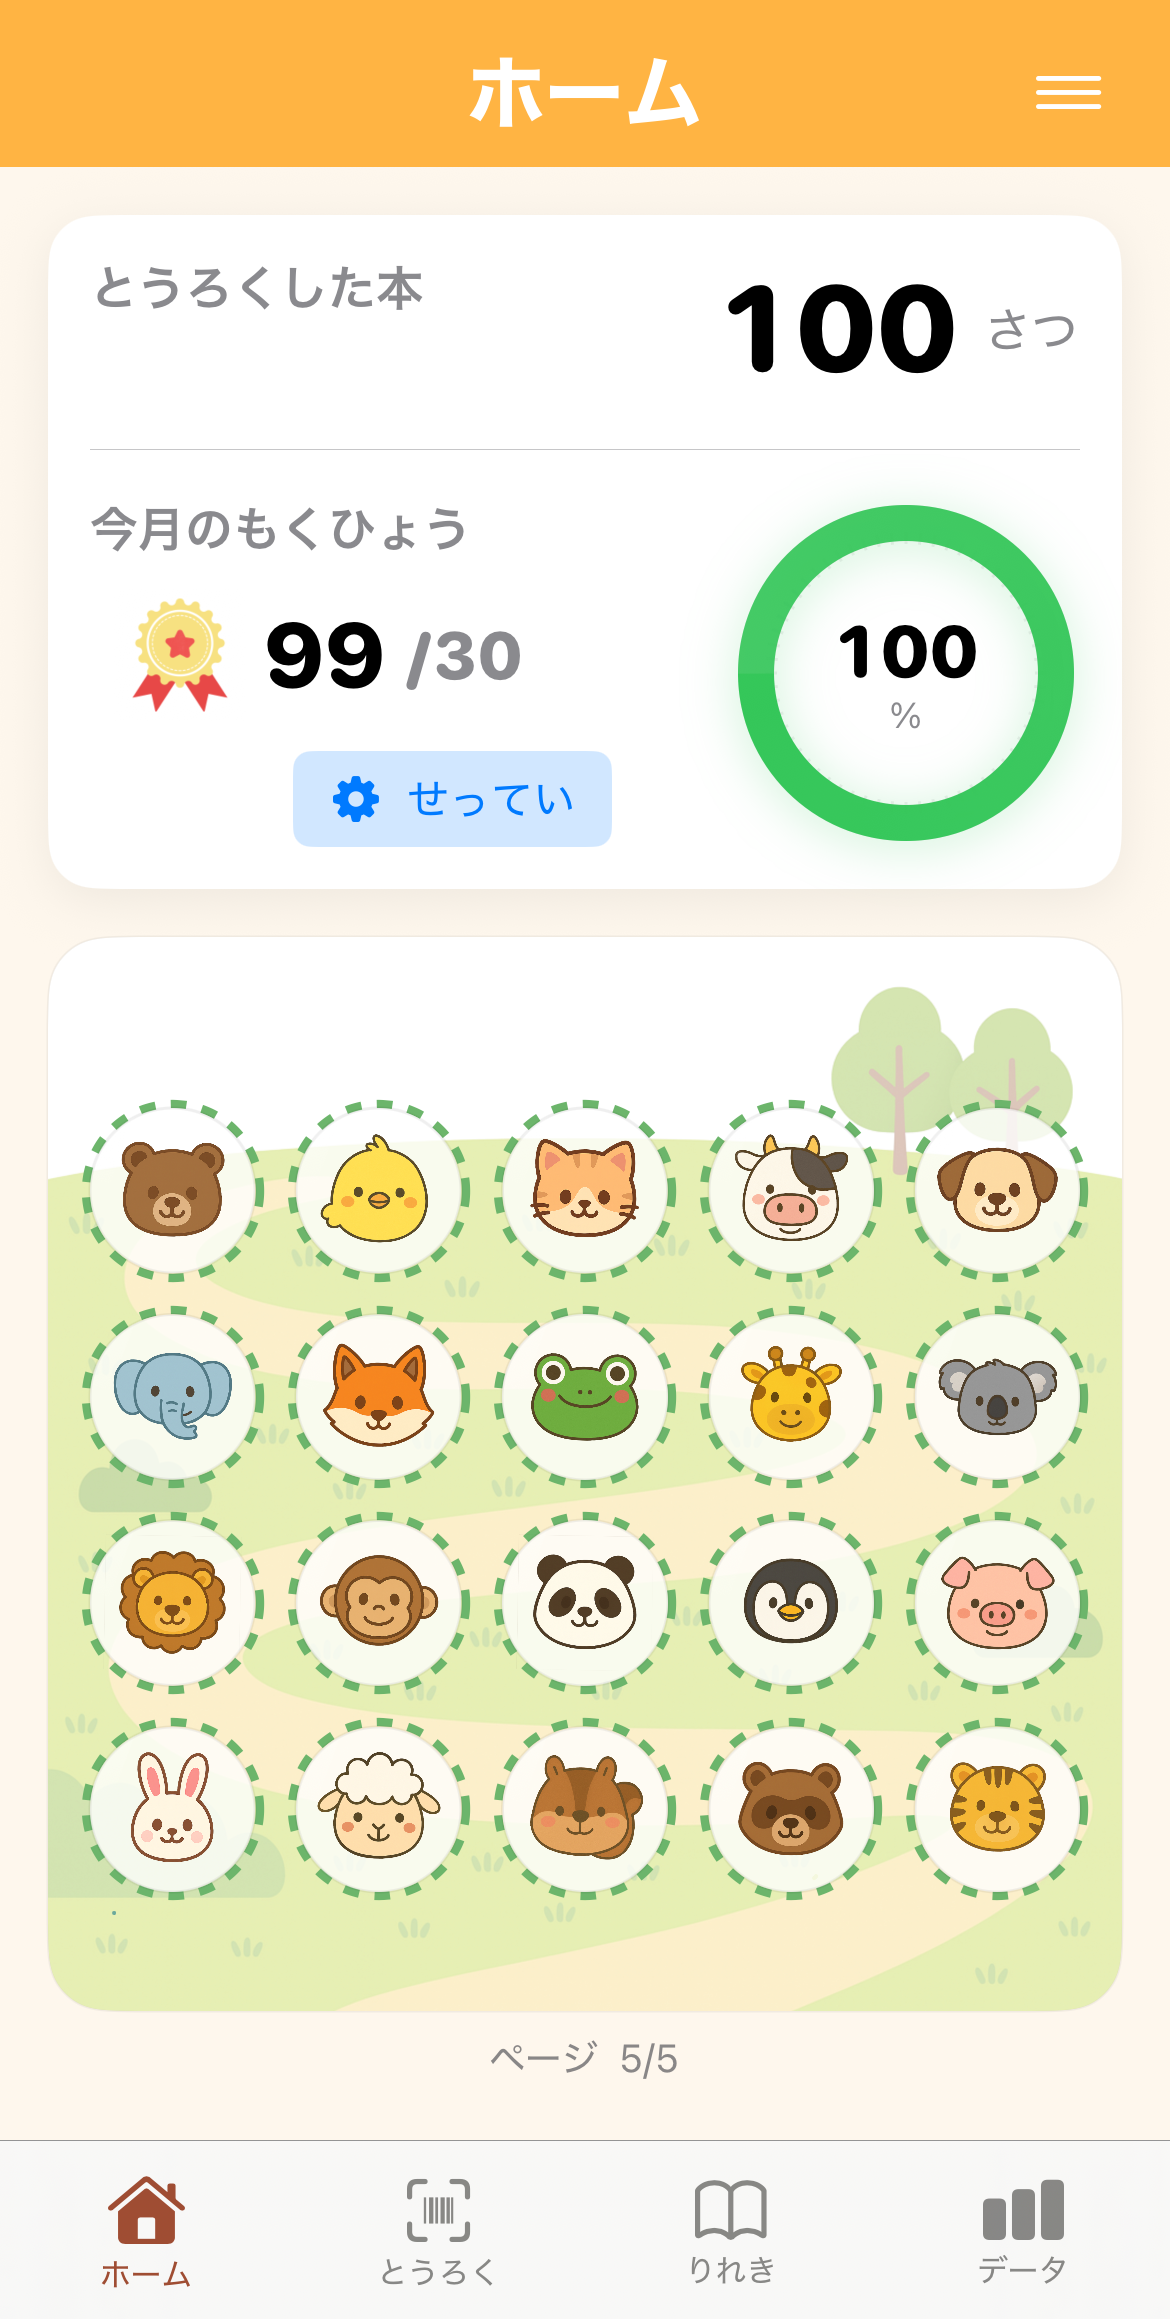 ホーム
とうろくした本
100 さつ
今月のもくひょう
99 /30
100
%
せってい
ページ 5/5
ホーム
とうろく
りれき
データ